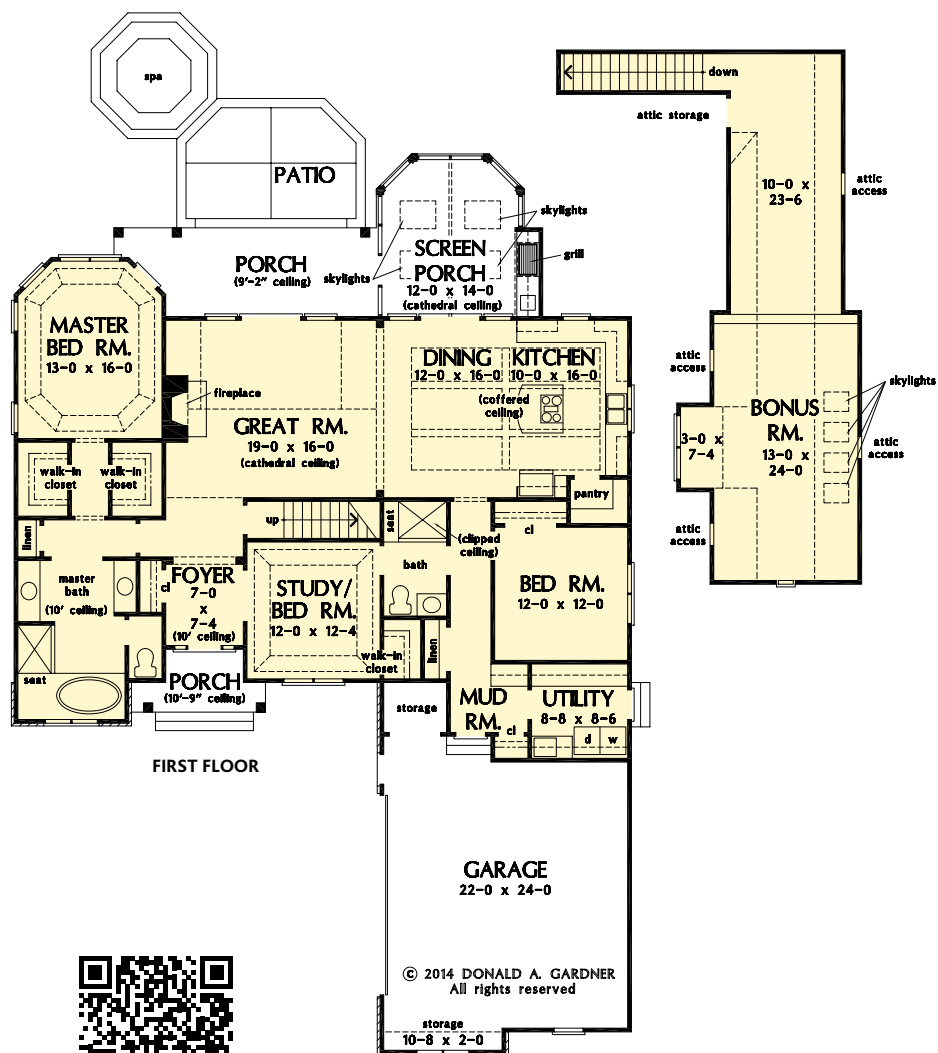 spa
PATIO
PORCH
(9'-2" ceiling)
skylights
SCREEN
PORCH
12-0 x 14-0
(cathedral ceiling)
skylights
grill
MASTER
BED RM.
13-0 x 16-0
fireplace
GREAT RM.
19-0 x 16-0
(cathedral ceiling)
DINING
12-0 x 16-0
KITCHEN
10-0 x 16-0
(coffered
ceiling)
walk-in
closet
walk-in
closet
pantry
linen
up
seat
(clipped
ceiling)
cl
master
bath
(10' ceiling)
cl
FOYER
7-0
x
7-4
(10' ceiling)
STUDY/
BED RM.
12-0 x 12-4
bath
BED RM.
12-0 x 12-0
walk-in
closet
linen
seat
PORCH
(10'-9" ceiling)
storage
MUD
RM.
cl
UTILITY
8-8 x 8-6
d
w
FIRST FLOOR
GARAGE
22-0 x 24-0
© 2014 DONALD A. GARDNER
All rights reserved
storage
10-8 x 2-0
down
attic storage
10-0 x
23-6
attic
access
attic
access
skylights
BONUS
RM.
13-0 x
24-0
3-0 x
7-4
attic
access
attic
access